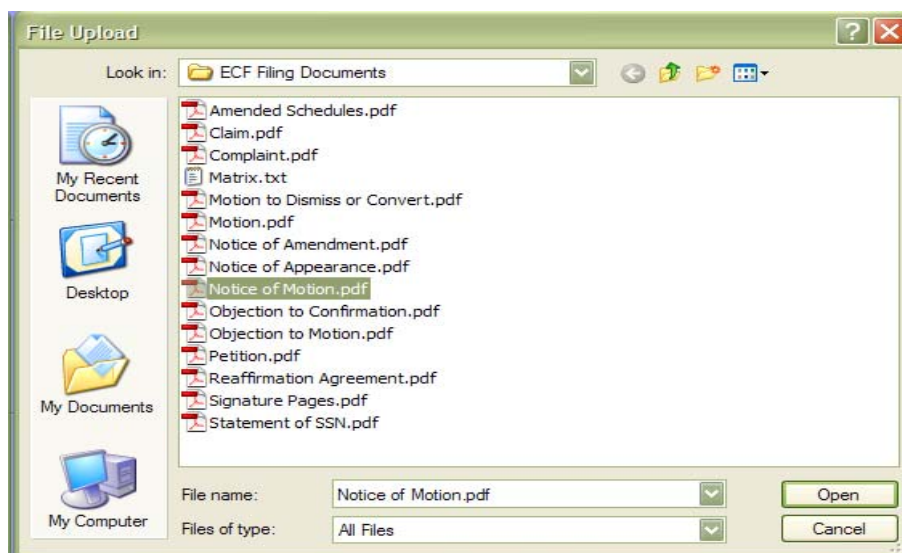 File Upload
Look in: ECF Filing Documents
My Recent
Documents
Desktop
My Documents
My Computer
Amended Schedules.pdf
Claim.pdf
Complaint.pdf
Matrix.txt
Motion to Dismiss or Convert.pdf
Motion.pdf
Notice of Amendment.pdf
Notice of Appearance.pdf
Notice of Motion.pdf
Objection to Confirmation.pdf
Objection to Motion.pdf
Petition.pdf
Reaffirmation Agreement.pdf
Signature Pages.pdf
Statement of SSN.pdf
File name: Notice of Motion.pdf Open
Files of type: All Files Cancel